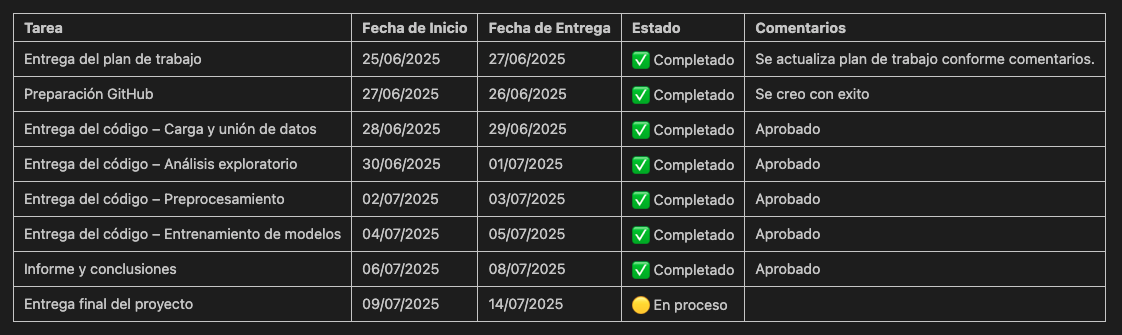 Tarea Fecha de Inicio Fecha de Entrega Estado Comentarios
Entrega del plan de trabajo 25/06/2025 27/06/2025 ✅ Completado Se actualiza plan de trabajo conforme comentarios.
Preparación GitHub 27/06/2025 26/06/2025 ✅ Completado Se creo con exito
Entrega del código – Carga y unión de datos 28/06/2025 29/06/2025 ✅ Completado Aprobado
Entrega del código – Análisis exploratorio 30/06/2025 01/07/2025 ✅ Completado Aprobado
Entrega del código – Preprocesamiento 02/07/2025 03/07/2025 ✅ Completado Aprobado
Entrega del código – Entrenamiento de modelos 04/07/2025 05/07/2025 ✅ Completado Aprobado
Informe y conclusiones 06/07/2025 08/07/2025 ✅ Completado Aprobado
Entrega final del proyecto 09/07/2025 14/07/2025 🟡 En proceso